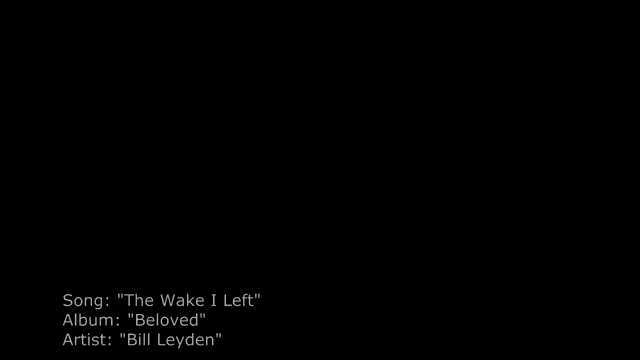 Song: "The Wake I Left"
Album: "Beloved"
Artist: "Bill Leyden"